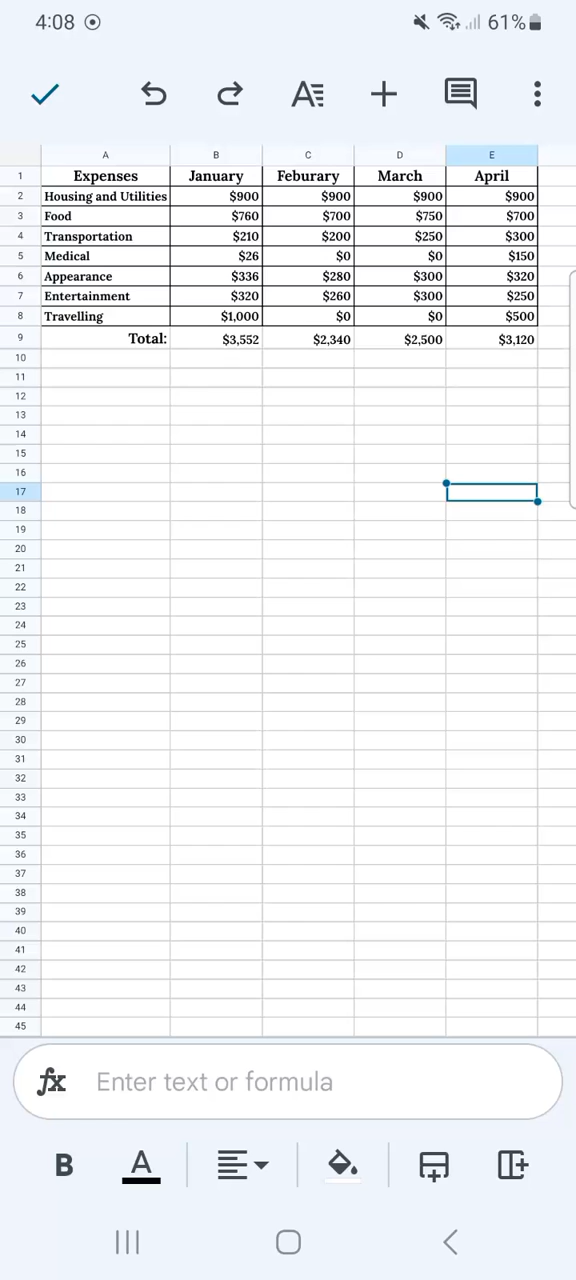 4:08 61%
A
A B C D E
1 Expenses January Feburary March April
2 Housing and Utilities $900 $900 $900 $900
3 Food $760 $700 $750 $700
4 Transportation $210 $200 $250 $300
5 Medical $26 $0 $0 $150
6 Appearance $336 $280 $300 $320
7 Entertainment $320 $260 $300 $250
8 Travelling $1,000 $0 $0 $500
9 Total: $3,552 $2,340 $2,500 $3,120
10
11
12
13
14
15
16
17
18
19
20
21
22
23
24
25
26
27
28
29
30
31
32
33
34
35
36
37
38
39
40
41
42
43
44
45
fx Enter text or formula
B A